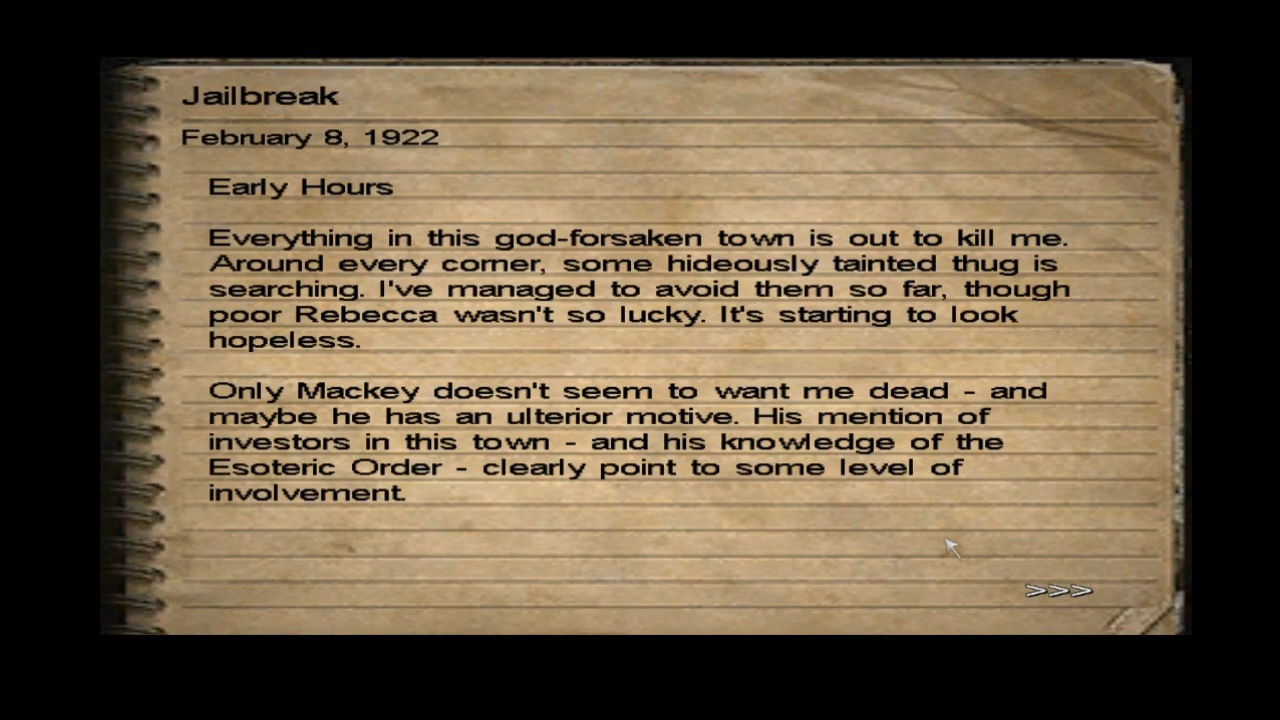 Jailbreak
February 8, 1922
Early Hours
Everything in this god-forsaken town is out to kill me.
Around every corner, some hideously tainted thug is
searching. I've managed to avoid them so far, though
poor Rebecca wasn't so lucky. It's starting to look
hopeless.
Only Mackey doesn't seem to want me dead - and
maybe he has an ulterior motive. His mention of
investors in this town - and his knowledge of the
Esoteric Order - clearly point to some level of
involvement.
>>>